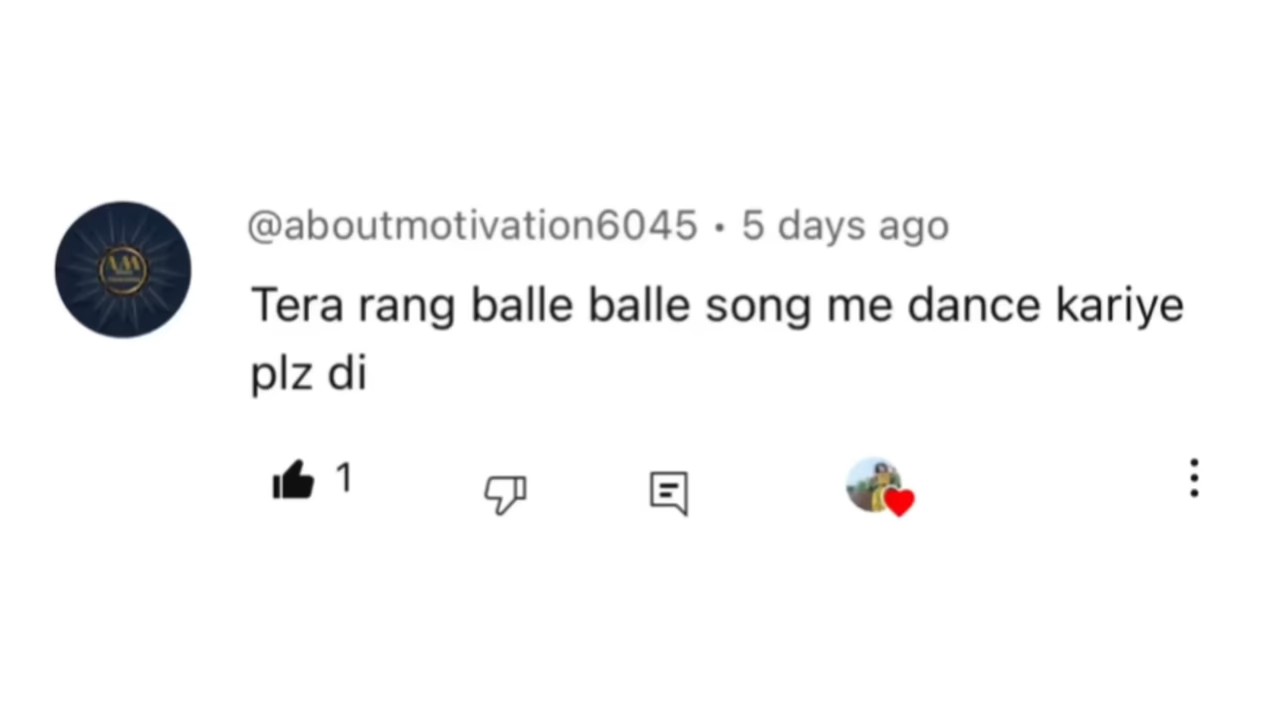 @aboutmotivation6045 • 5 days ago
Tera rang balle balle song me dance kariye
plz di
1